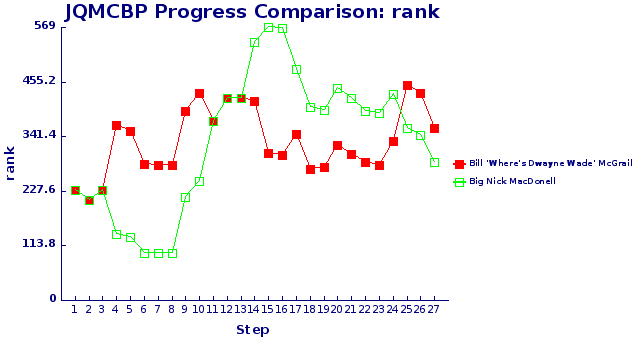 JQMCBP Progress Comparison: rank
569
455.2
341.4
227.6
113.8
0
rank
1 2 3 4 5 6 7 8 9 10 11 12 13 14 15 16 17 18 19 20 21 22 23 24 25 26 27
Step
Bill 'Where's Dwayne Wade' McGrail
Big Nick MacDonell